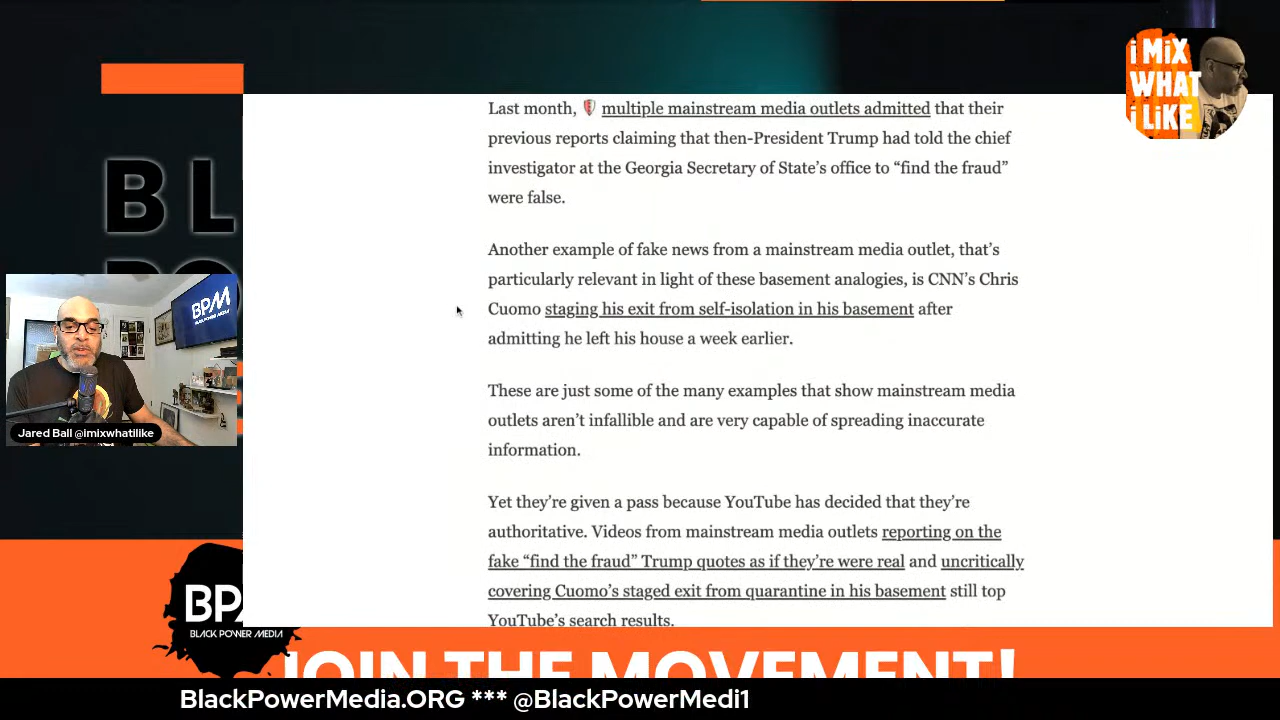 i MiX
WHAT
i LiKE
Last month, multiple mainstream media outlets admitted that their
previous reports claiming that then-President Trump had told the chief
investigator at the Georgia Secretary of State’s office to “find the fraud”
were false.
Another example of fake news from a mainstream media outlet, that’s
particularly relevant in light of these basement analogies, is CNN’s Chris
Cuomo staging his exit from self-isolation in his basement after
admitting he left his house a week earlier.
These are just some of the many examples that show mainstream media
outlets aren’t infallible and are very capable of spreading inaccurate
information.
Yet they’re given a pass because YouTube has decided that they’re
authoritative. Videos from mainstream media outlets reporting on the
fake “find the fraud” Trump quotes as if they’re were real and uncritically
covering Cuomo’s staged exit from quarantine in his basement still top
YouTube’s search results.
BL
BPM
BLACK POWER MEDIA
Jared Ball @imixwhatilike
BP
BLACK POWER MEDIA
JOIN THE MOVEMENT!
BlackPowerMedia.ORG *** @BlackPowerMedi1